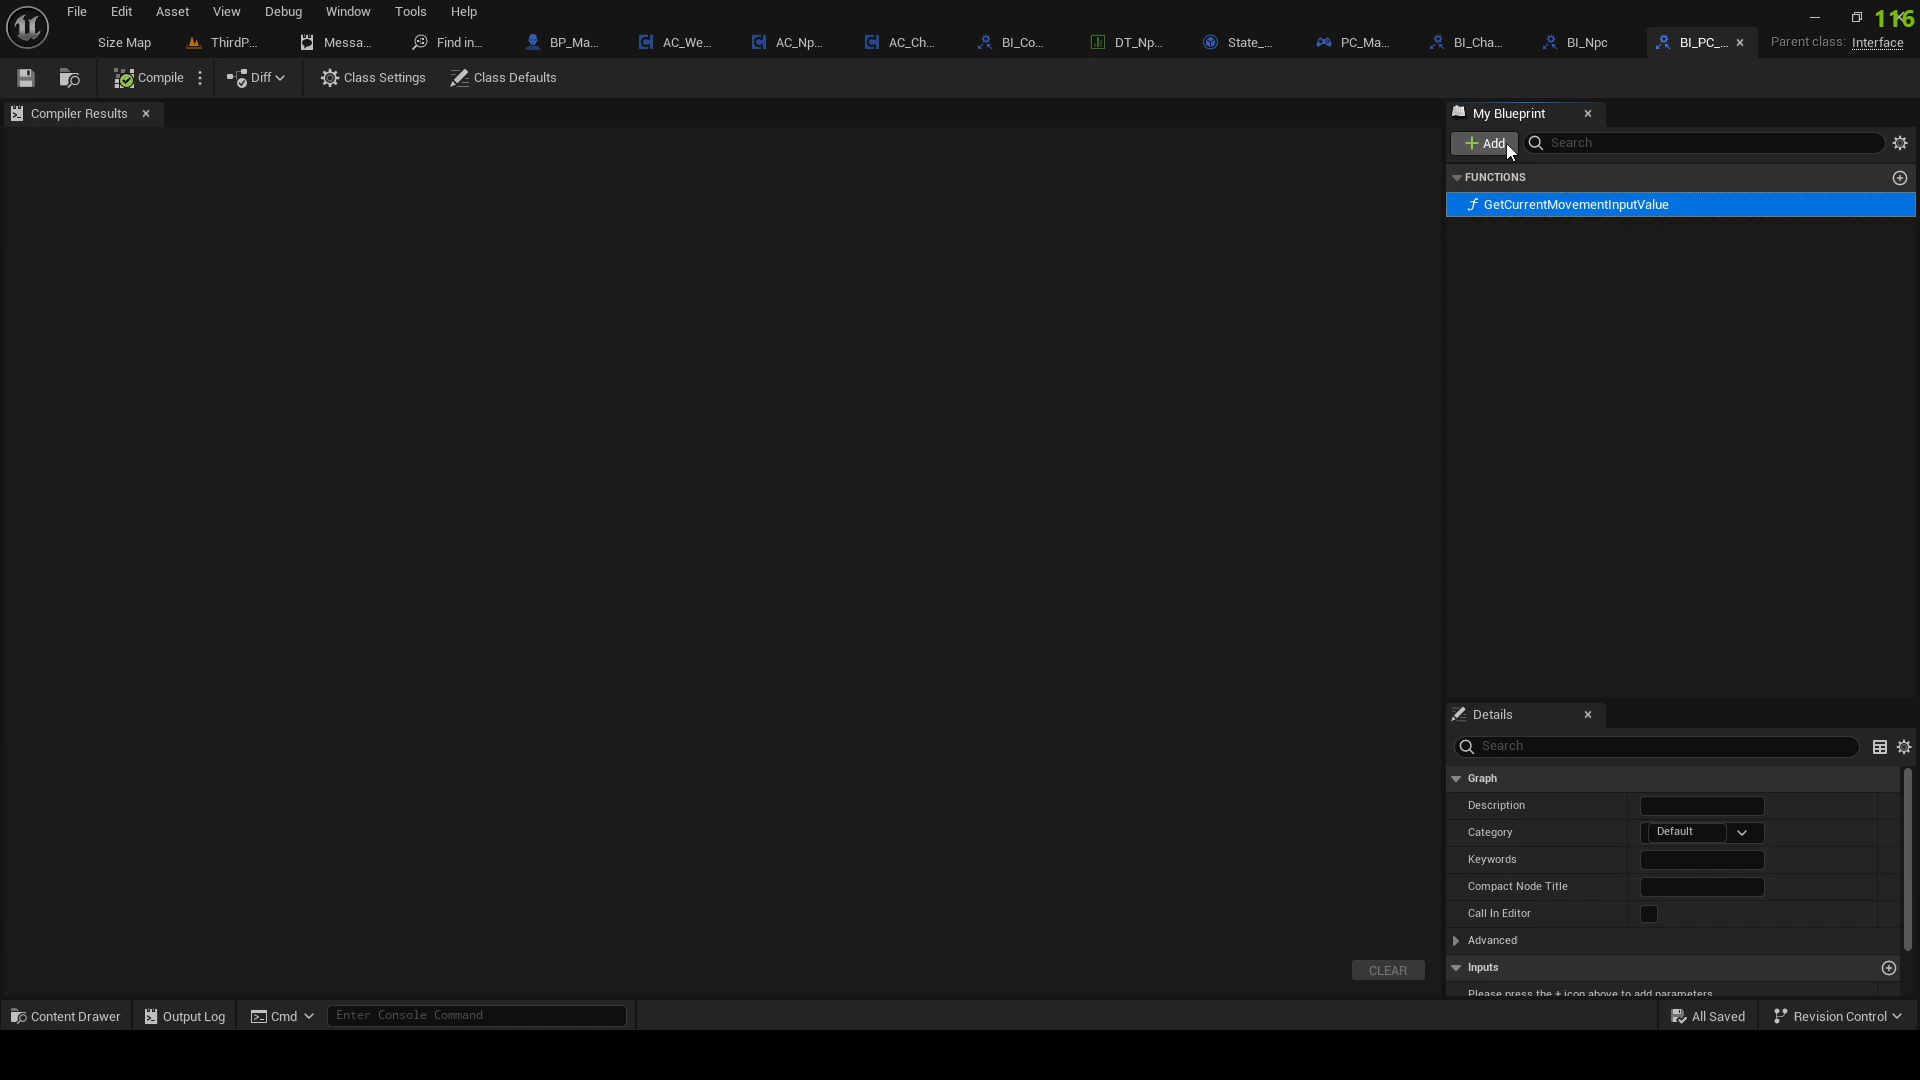 File Edit Asset View Debug Window Tools Help
116
Size Map ThirdP... Messa... Find in... BP_Ma... AC_We... AC_Np... AC_Ch... BI_Co... DT_Np... State_... PC_Ma... BI_Cha... BI_Npc BI_PC_... Parent class: Interface
Compile Diff Class Settings Class Defaults
Compiler Results
My Blueprint
Add Search
FUNCTIONS
GetCurrentMovementInputValue
Details
Search
Graph
Description
Category Default
Keywords
Compact Node Title
Call In Editor
Advanced
Inputs
Please press the + icon above to add parameters
CLEAR
Content Drawer Output Log Cmd Enter Console Command All Saved Revision Control